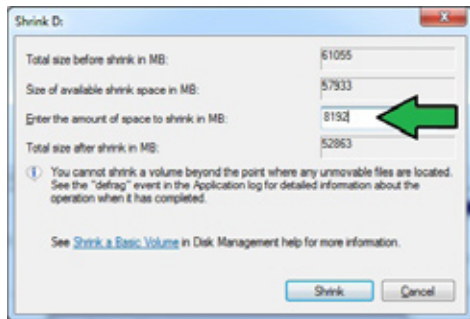 Shrink D:
Total size before shrink in MB: 61055
Size of available shrink space in MB: 57933
Enter the amount of space to shrink in MB: 8192
Total size after shrink in MB: 52863
You cannot shrink a volume beyond the point where any unmovable files are located.
See the "defrag" event in the Application log for detailed information about the
operation when it has completed.
See Shrink a Basic Volume in Disk Management help for more information.
Shrink Cancel